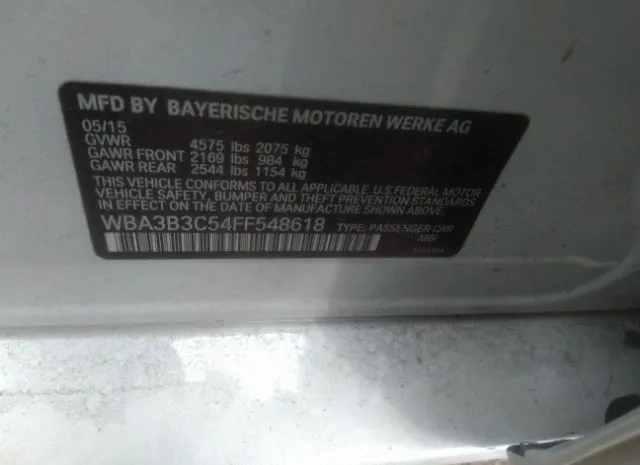 MFD BY BAYERISCHE MOTOREN WERKE AG
05/15
GVWR 4575 lbs 2075 kg
GAWR FRONT 2169 lbs 984 kg
GAWR REAR 2544 lbs 1154 kg
THIS VEHICLE CONFORMS TO ALL APPLICABLE U.S.FEDERAL MOTOR
VEHICLE SAFETY, BUMPER AND THEFT PREVENTION STANDARDS
IN EFFECT ON THE DATE OF MANUFACTURE SHOWN ABOVE.
WBA3B3C54FF548618 TYPE: PASSENGER CAR